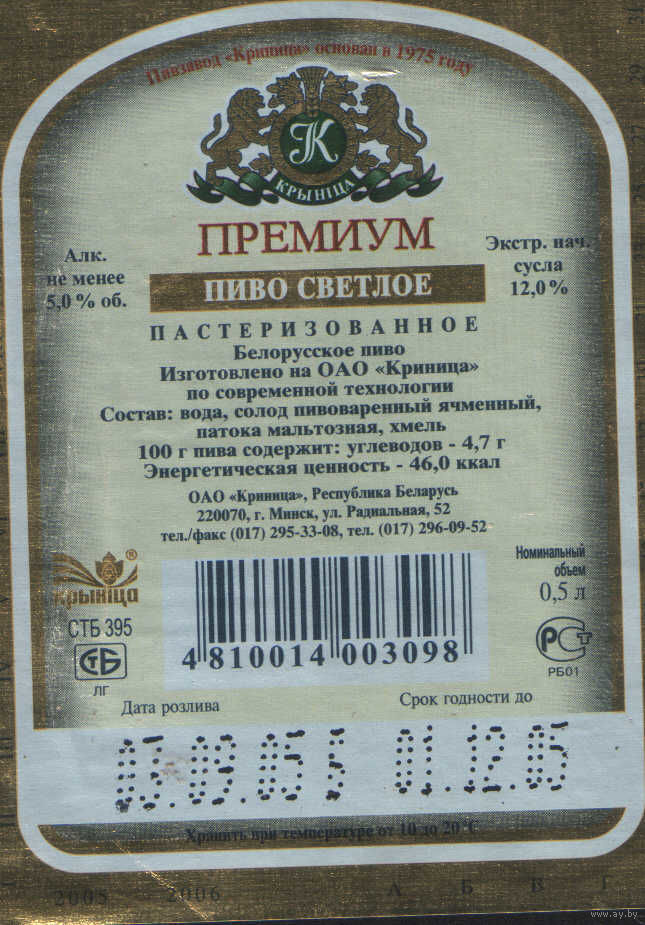 Пивзавод «Криница» основан в 1975 году
К
КРЫНІЦА
ПРЕМИУМ
Алк.
не менее
5,0 % об.
Экстр. нач.
сусла
12,0 %
ПИВО СВЕТЛОЕ
ПАСТЕРИЗОВАННОЕ
Белорусское пиво
Изготовлено на ОАО «Криница»
по современной технологии
Состав: вода, солод пивоваренный ячменный,
патока мальтозная, хмель
100 г пива содержит: углеводов - 4,7 г
Энергетическая ценность - 46,0 ккал
ОАО «Криница», Республика Беларусь
220070, г. Минск, ул. Радиальная, 52
тел./факс (017) 295-33-08, тел. (017) 296-09-52
крыніца ®
СТБ 395
СТБ
ЛГ
4 810014 003098
Номинальный
объем
0,5 л
РСТ
РБ01
Дата розлива
Срок годности до
03.09.05 01.12.05
Хранить при температуре от 10 до 20°С
2005 2006 А Б В Г
31
29
27
www.ay.by